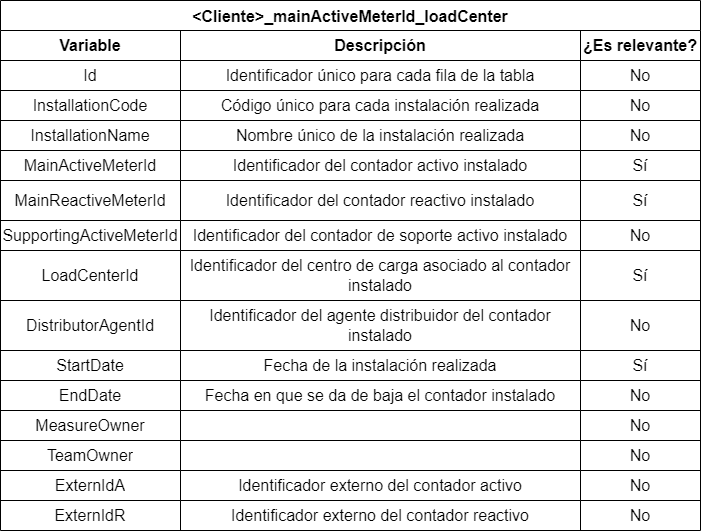 <Cliente>_mainActiveMeterId_loadCenter
Variable Descripción ¿Es relevante?
Id Identificador único para cada fila de la tabla No
InstallationCode Código único para cada instalación realizada No
InstallationName Nombre único de la instalación realizada No
MainActiveMeterId Identificador del contador activo instalado Sí
MainReactiveMeterId Identificador del contador reactivo instalado Sí
SupportingActiveMeterId Identificador del contador de soporte activo instalado No
LoadCenterId Identificador del centro de carga asociado al contador
instalado Sí
DistributorAgentId Identificador del agente distribuidor del contador
instalado No
StartDate Fecha de la instalación realizada Sí
EndDate Fecha en que se da de baja el contador instalado No
MeasureOwner No
TeamOwner No
ExternIdA Identificador externo del contador activo No
ExternIdR Identificador externo del contador reactivo No